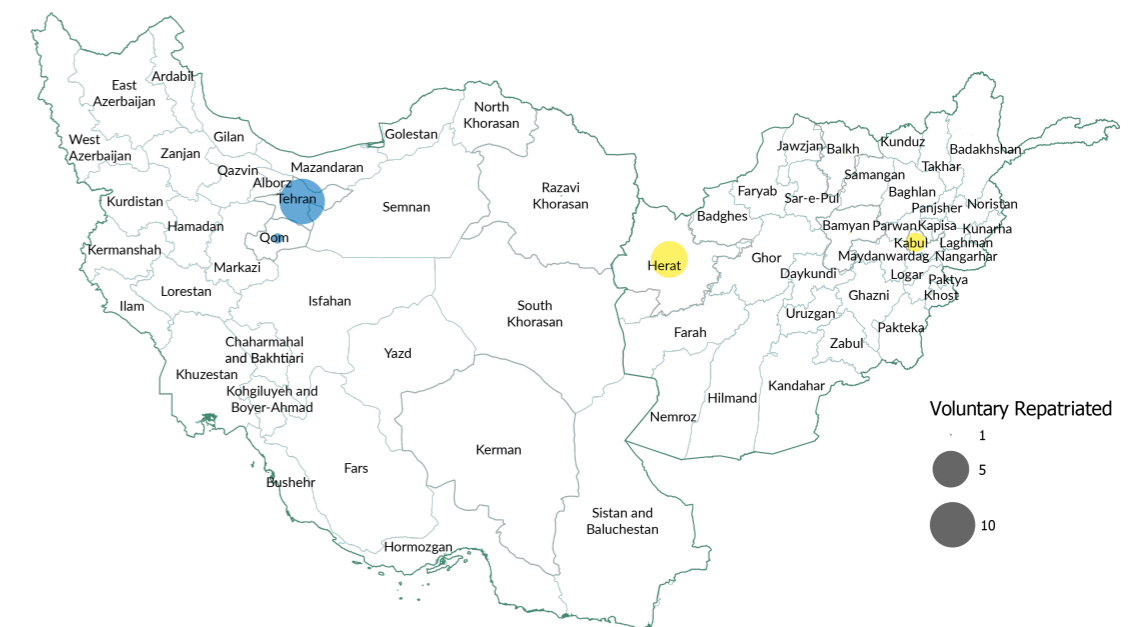 Ardabil
East
Azerbaijan
North
Khorasan
Golestan
Gilan
West
Azerbaijan
Zanjan
Mazandaran
Qazvin
Alborz
Tehran
Razavi
Khorasan
Kurdistan
Semnan
Hamadan
Qom
Kermanshah
Markazi
Lorestan
Isfahan
Ilam
South
Khorasan
Chaharmahal
and Bakhtiari
Yazd
Khuzestan
Kohgiluyeh and
Boyer-Ahmad
Kerman
Fars
Bushehr
Sistan and
Baluchestan
Hormozgan
Jawzjan
Balkh
Kunduz
Badakhshan
Takhar
Samangan
Faryab
Sar-e-Pul
Baghlan
Panjsher
Noristan
Badghes
Bamyan
Parwan
Kapisa
Kunarha
Kabul
Laghman
Herat
Ghor
Maydanwardag
Nangarhar
Daykundi
Logar
Paktya
Ghazni
Khost
Uruzgan
Farah
Pakteka
Zabul
Kandahar
Hilmand
Nemroz
Voluntary Repatriated
1
5
10